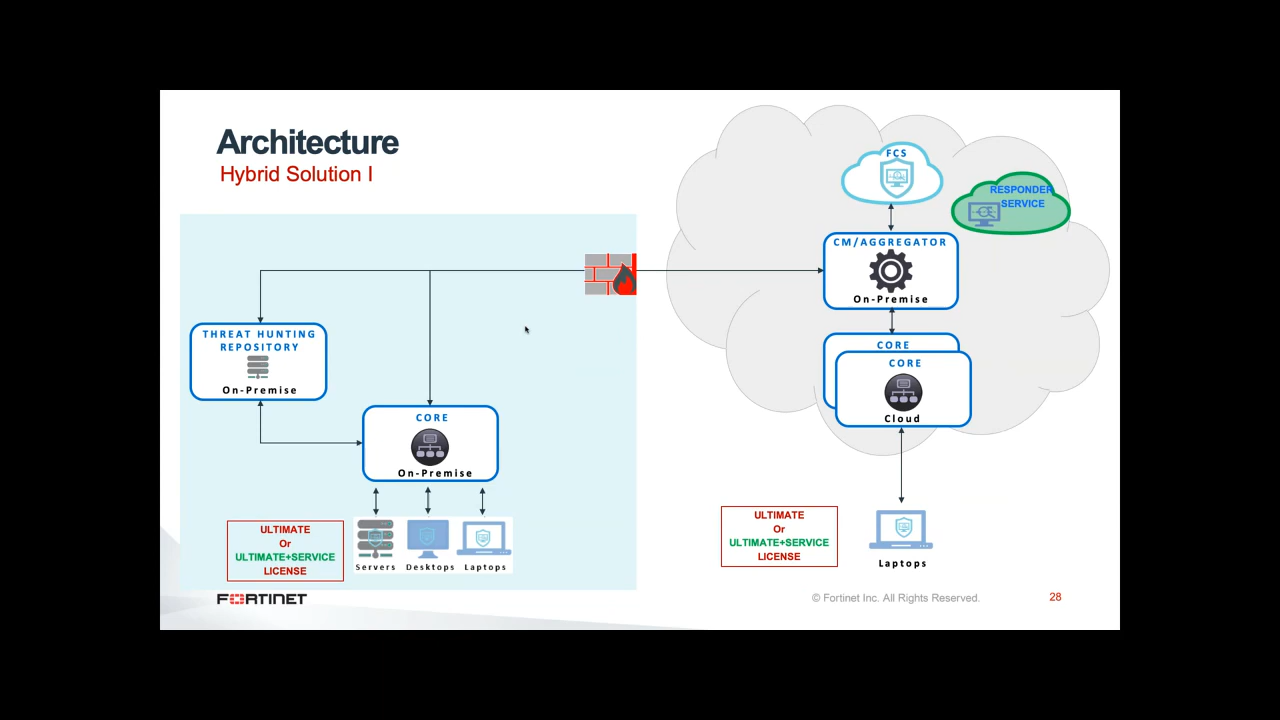 Architecture
Hybrid Solution I
FCS
RESPONDER
SERVICE
CM/AGGREGATOR
On-Premise
THREAT HUNTING
REPOSITORY
On-Premise
CORE
CORE
Cloud
CORE
On-Premise
ULTIMATE
Or
ULTIMATE+SERVICE
LICENSE
Servers Desktops Laptops
ULTIMATE
Or
ULTIMATE+SERVICE
LICENSE
Laptops
FORTINET
© Fortinet Inc. All Rights Reserved.
28